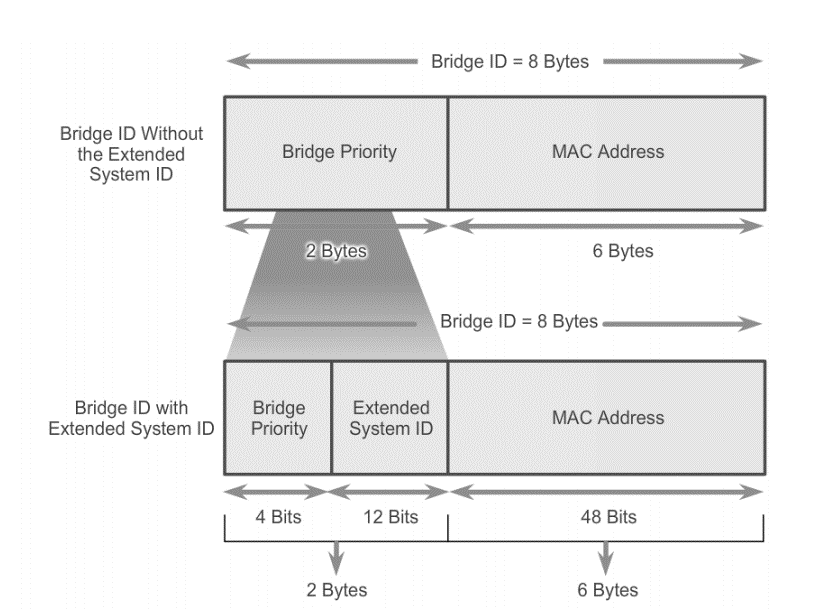 Bridge ID = 8 Bytes
Bridge ID Without
the Extended
System ID
Bridge Priority
MAC Address
2 Bytes
6 Bytes
Bridge ID = 8 Bytes
Bridge ID with
Extended System ID
Bridge
Priority
Extended
System ID
MAC Address
4 Bits
12 Bits
48 Bits
2 Bytes
6 Bytes